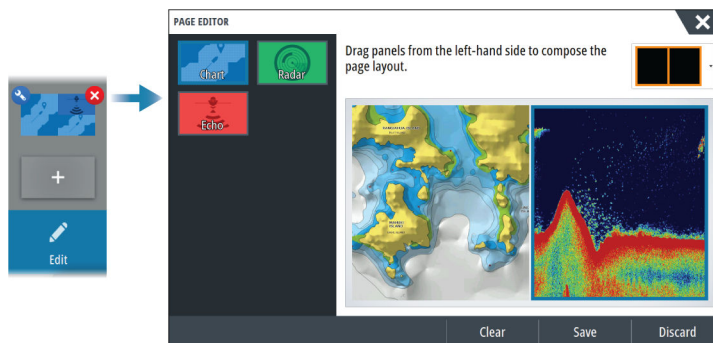 Edit
PAGE EDITOR
Chart
Radar
Echo
Drag panels from the left-hand side to compose the
page layout.
Clear
Save
Discard